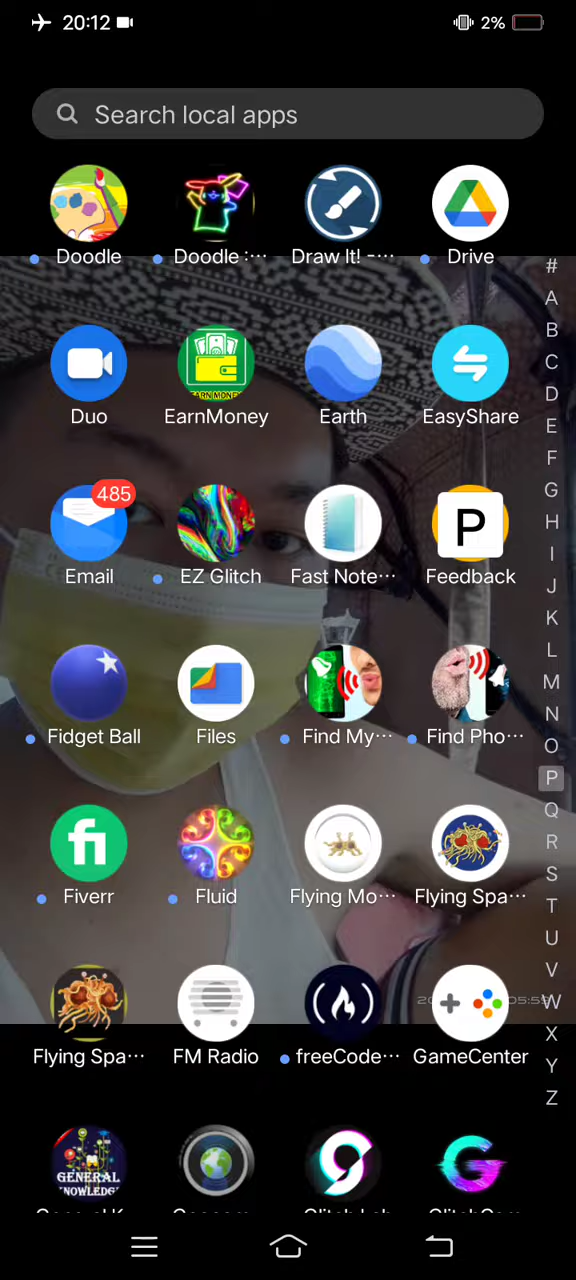 20:12 2%
Search local apps
Doodle Doodle :··· Draw It! -··· Drive
#
A
B
C
D
E
F
G
H
I
J
K
L
M
N
O
P
Q
R
S
T
U
V
W
X
Y
Z
Duo EarnMoney Earth EasyShare
485
P
Email EZ Glitch Fast Note··· Feedback
Fidget Ball Files Find My··· Find Pho···
fi
Fiverr Fluid Flying Mo··· Flying Spa···
Flying Spa··· FM Radio freeCode··· GameCenter
GENERAL